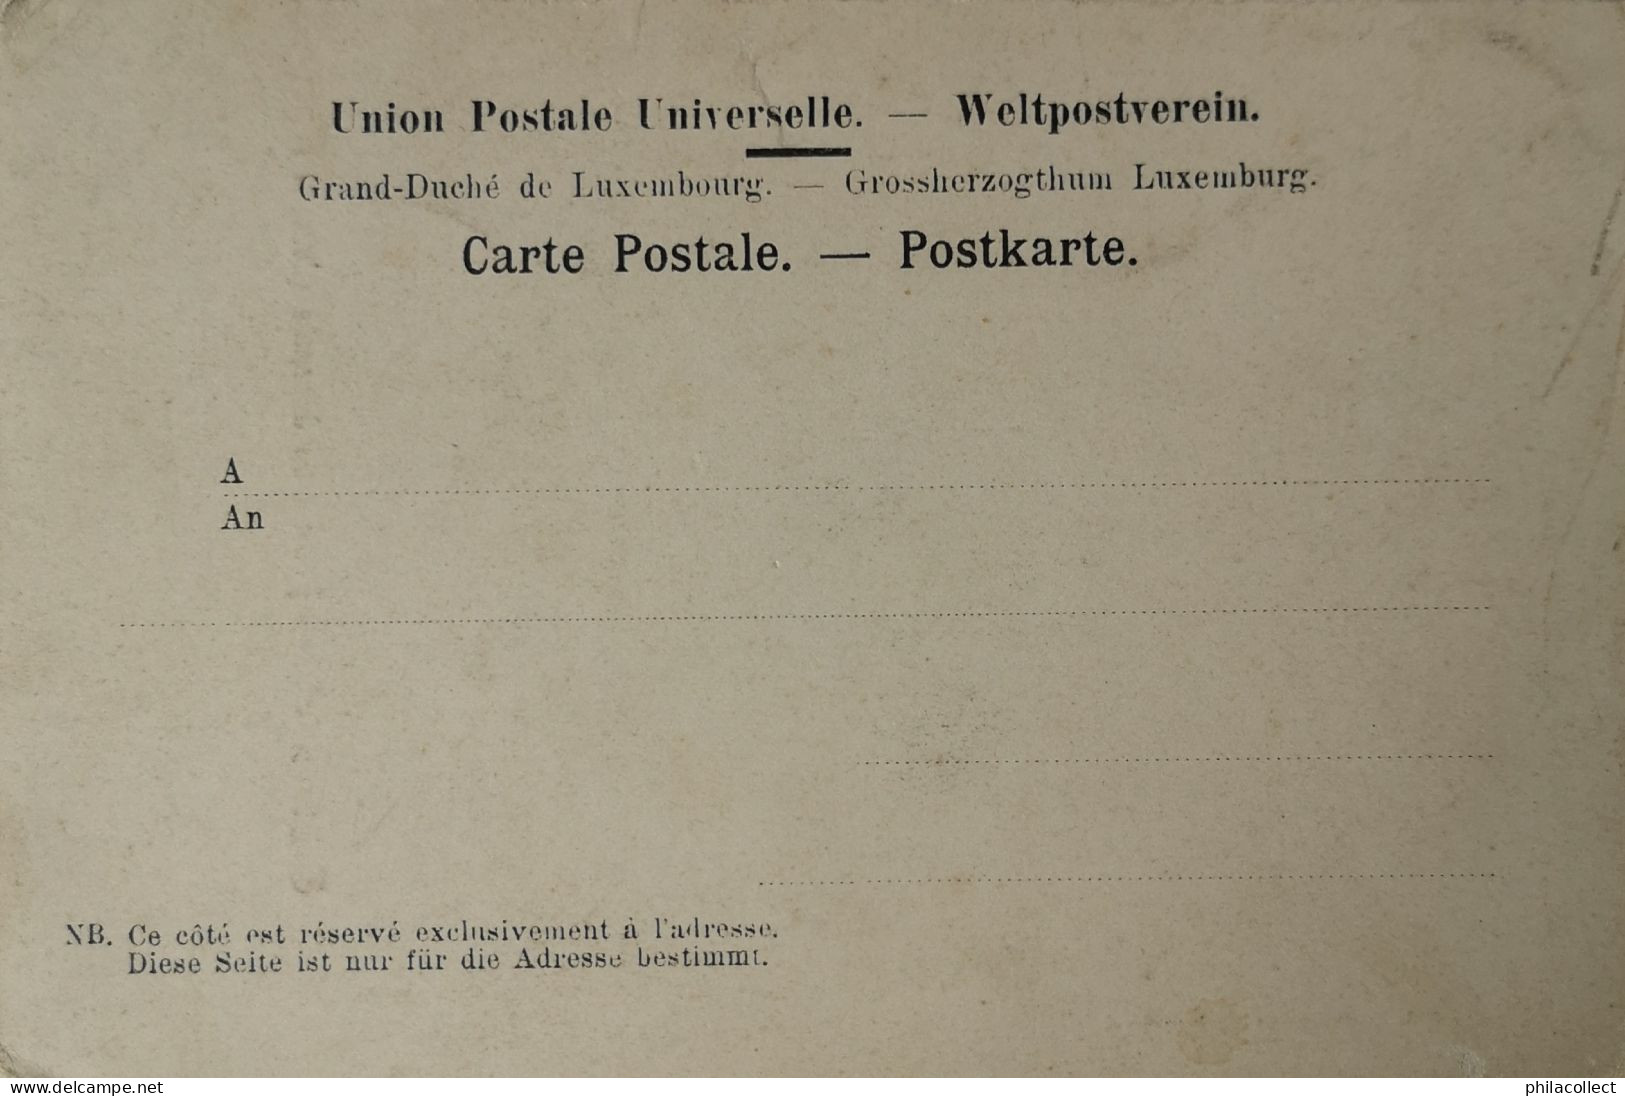 Union Postale Universelle. — Weltpostverein.
Grand-Duché de Luxembourg. — Grossherzogthum Luxemburg.
Carte Postale. — Postkarte.
A
An
NB. Ce côté est réservé exclusivement à l'adresse.
Diese Seite ist nur für die Adresse bestimmt.
www.delcampe.net
philacollect